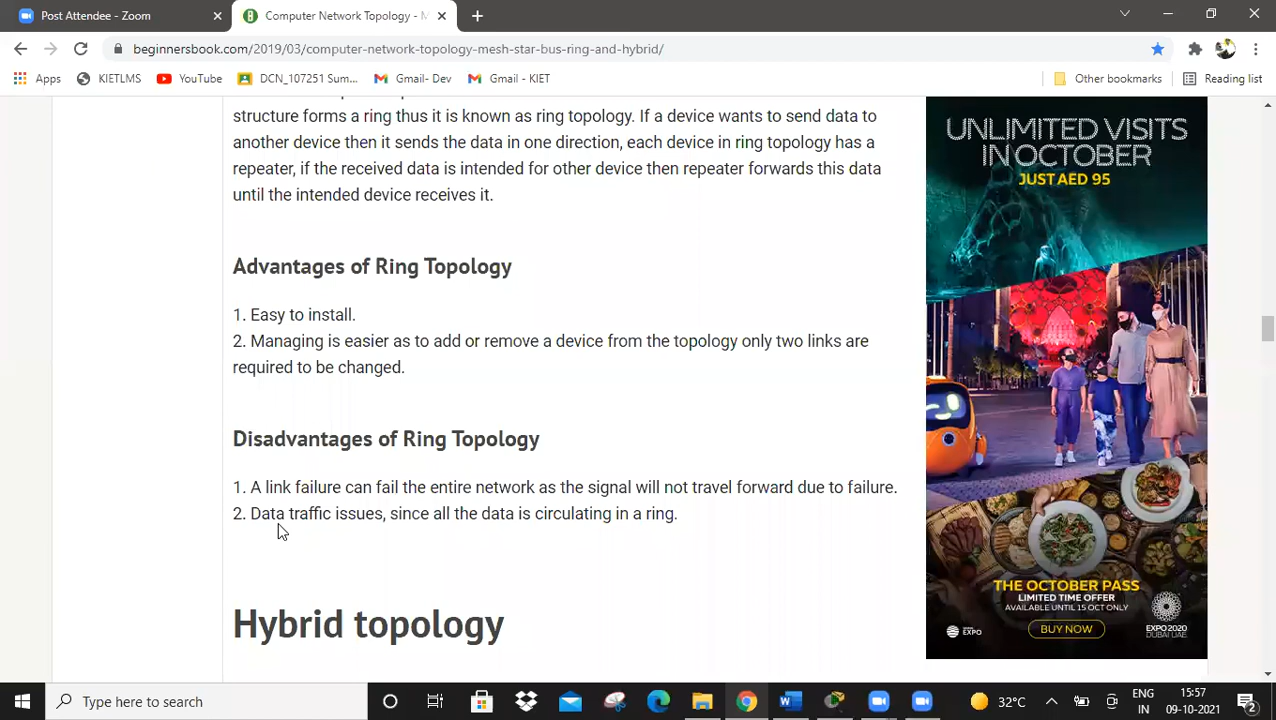 Post Attendee - Zoom
Computer Network Topology - M
beginnersbook.com/2019/03/computer-network-topology-mesh-star-bus-ring-and-hybrid/
Apps
KIETLMS
YouTube
DCN_107251 Sum...
Gmail- Dev
Gmail - KIET
Other bookmarks
Reading list
structure forms a ring thus it is known as ring topology. If a device wants to send data to
another device then it sends the data in one direction, each device in ring topology has a
repeater, if the received data is intended for other device then repeater forwards this data
until the intended device receives it.
Advantages of Ring Topology
1. Easy to install.
2. Managing is easier as to add or remove a device from the topology only two links are
required to be changed.
Disadvantages of Ring Topology
1. A link failure can fail the entire network as the signal will not travel forward due to failure.
2. Data traffic issues, since all the data is circulating in a ring.
Hybrid topology
UNLIMITED VISITS
IN OCTOBER
JUST AED 95
THE OCTOBER PASS
LIMITED TIME OFFER
AVAILABLE UNTIL 15 OCT ONLY
BUY NOW
EXPO
EXPO 2020
DUBAI UAE
Type here to search
32°C
ENG
IN
15:57
09-10-2021
2